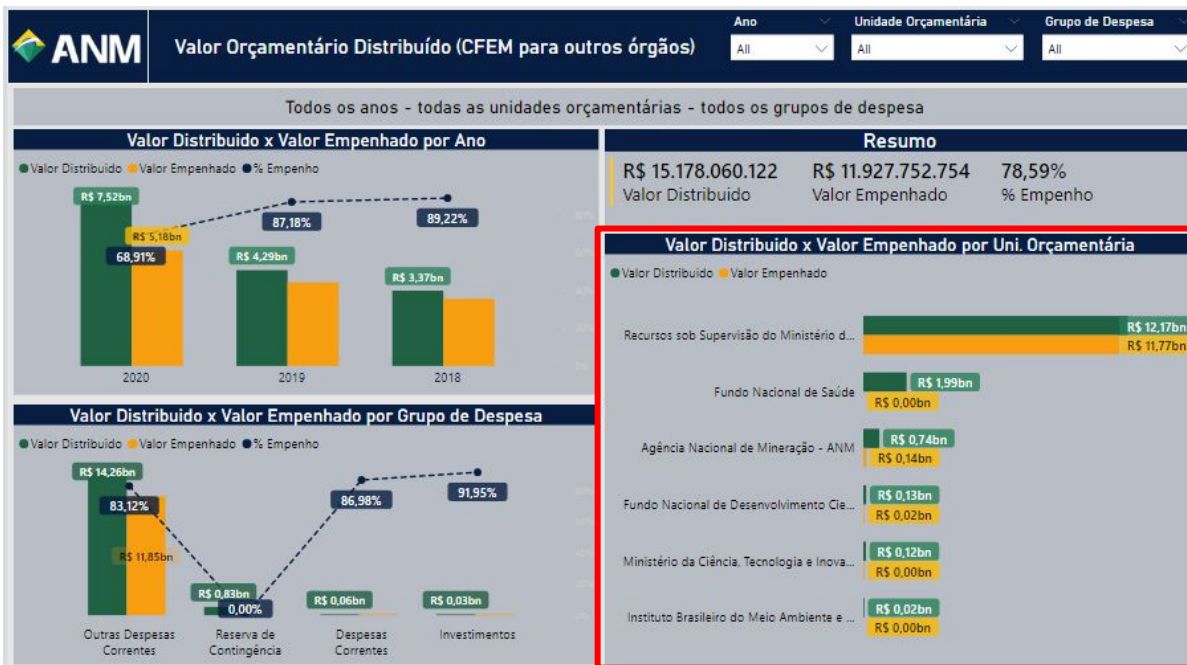 ANM
Valor Orçamentário Distribuído (CFEM para outros órgãos)
Ano
All
Unidade Orçamentária
All
Grupo de Despesa
All
Todos os anos - todas as unidades orçamentárias - todos os grupos de despesa
Valor Distribuido x Valor Empenhado por Ano
Valor Distribuido Valor Empenhado % Empenho
R$ 7,52bn
R$ 5,18bn
68,91%
R$ 4,29bn
87,18%
R$ 3,37bn
89,22%
2020 2019 2018
Valor Distribuido x Valor Empenhado por Grupo de Despesa
Valor Distribuido Valor Empenhado % Empenho
R$ 14,26bn
83,12%
R$ 11,85bn
R$ 0,83bn
0,00%
R$ 0,06bn
86,98%
R$ 0,03bn
91,95%
Outras Despesas
Correntes
Reserva de
Contingência
Despesas
Correntes
Investimentos
Resumo
R$ 15.178.060.122 R$ 11.927.752.754 78,59%
Valor Distribuido Valor Empenhado % Empenho
Valor Distribuido x Valor Empenhado por Uni. Orçamentária
Valor Distribuido Valor Empenhado
Recursos sob Supervisão do Ministério d...
R$ 12,17bn
R$ 11,77bn
Fundo Nacional de Saúde
R$ 1,99bn
R$ 0,00bn
Agência Nacional de Mineração - ANM
R$ 0,74bn
R$ 0,14bn
Fundo Nacional de Desenvolvimento Cie...
R$ 0,13bn
R$ 0,02bn
Ministério da Ciência, Tecnologia e Inova...
R$ 0,12bn
R$ 0,00bn
Instituto Brasileiro do Meio Ambiente e ...
R$ 0,02bn
R$ 0,00bn